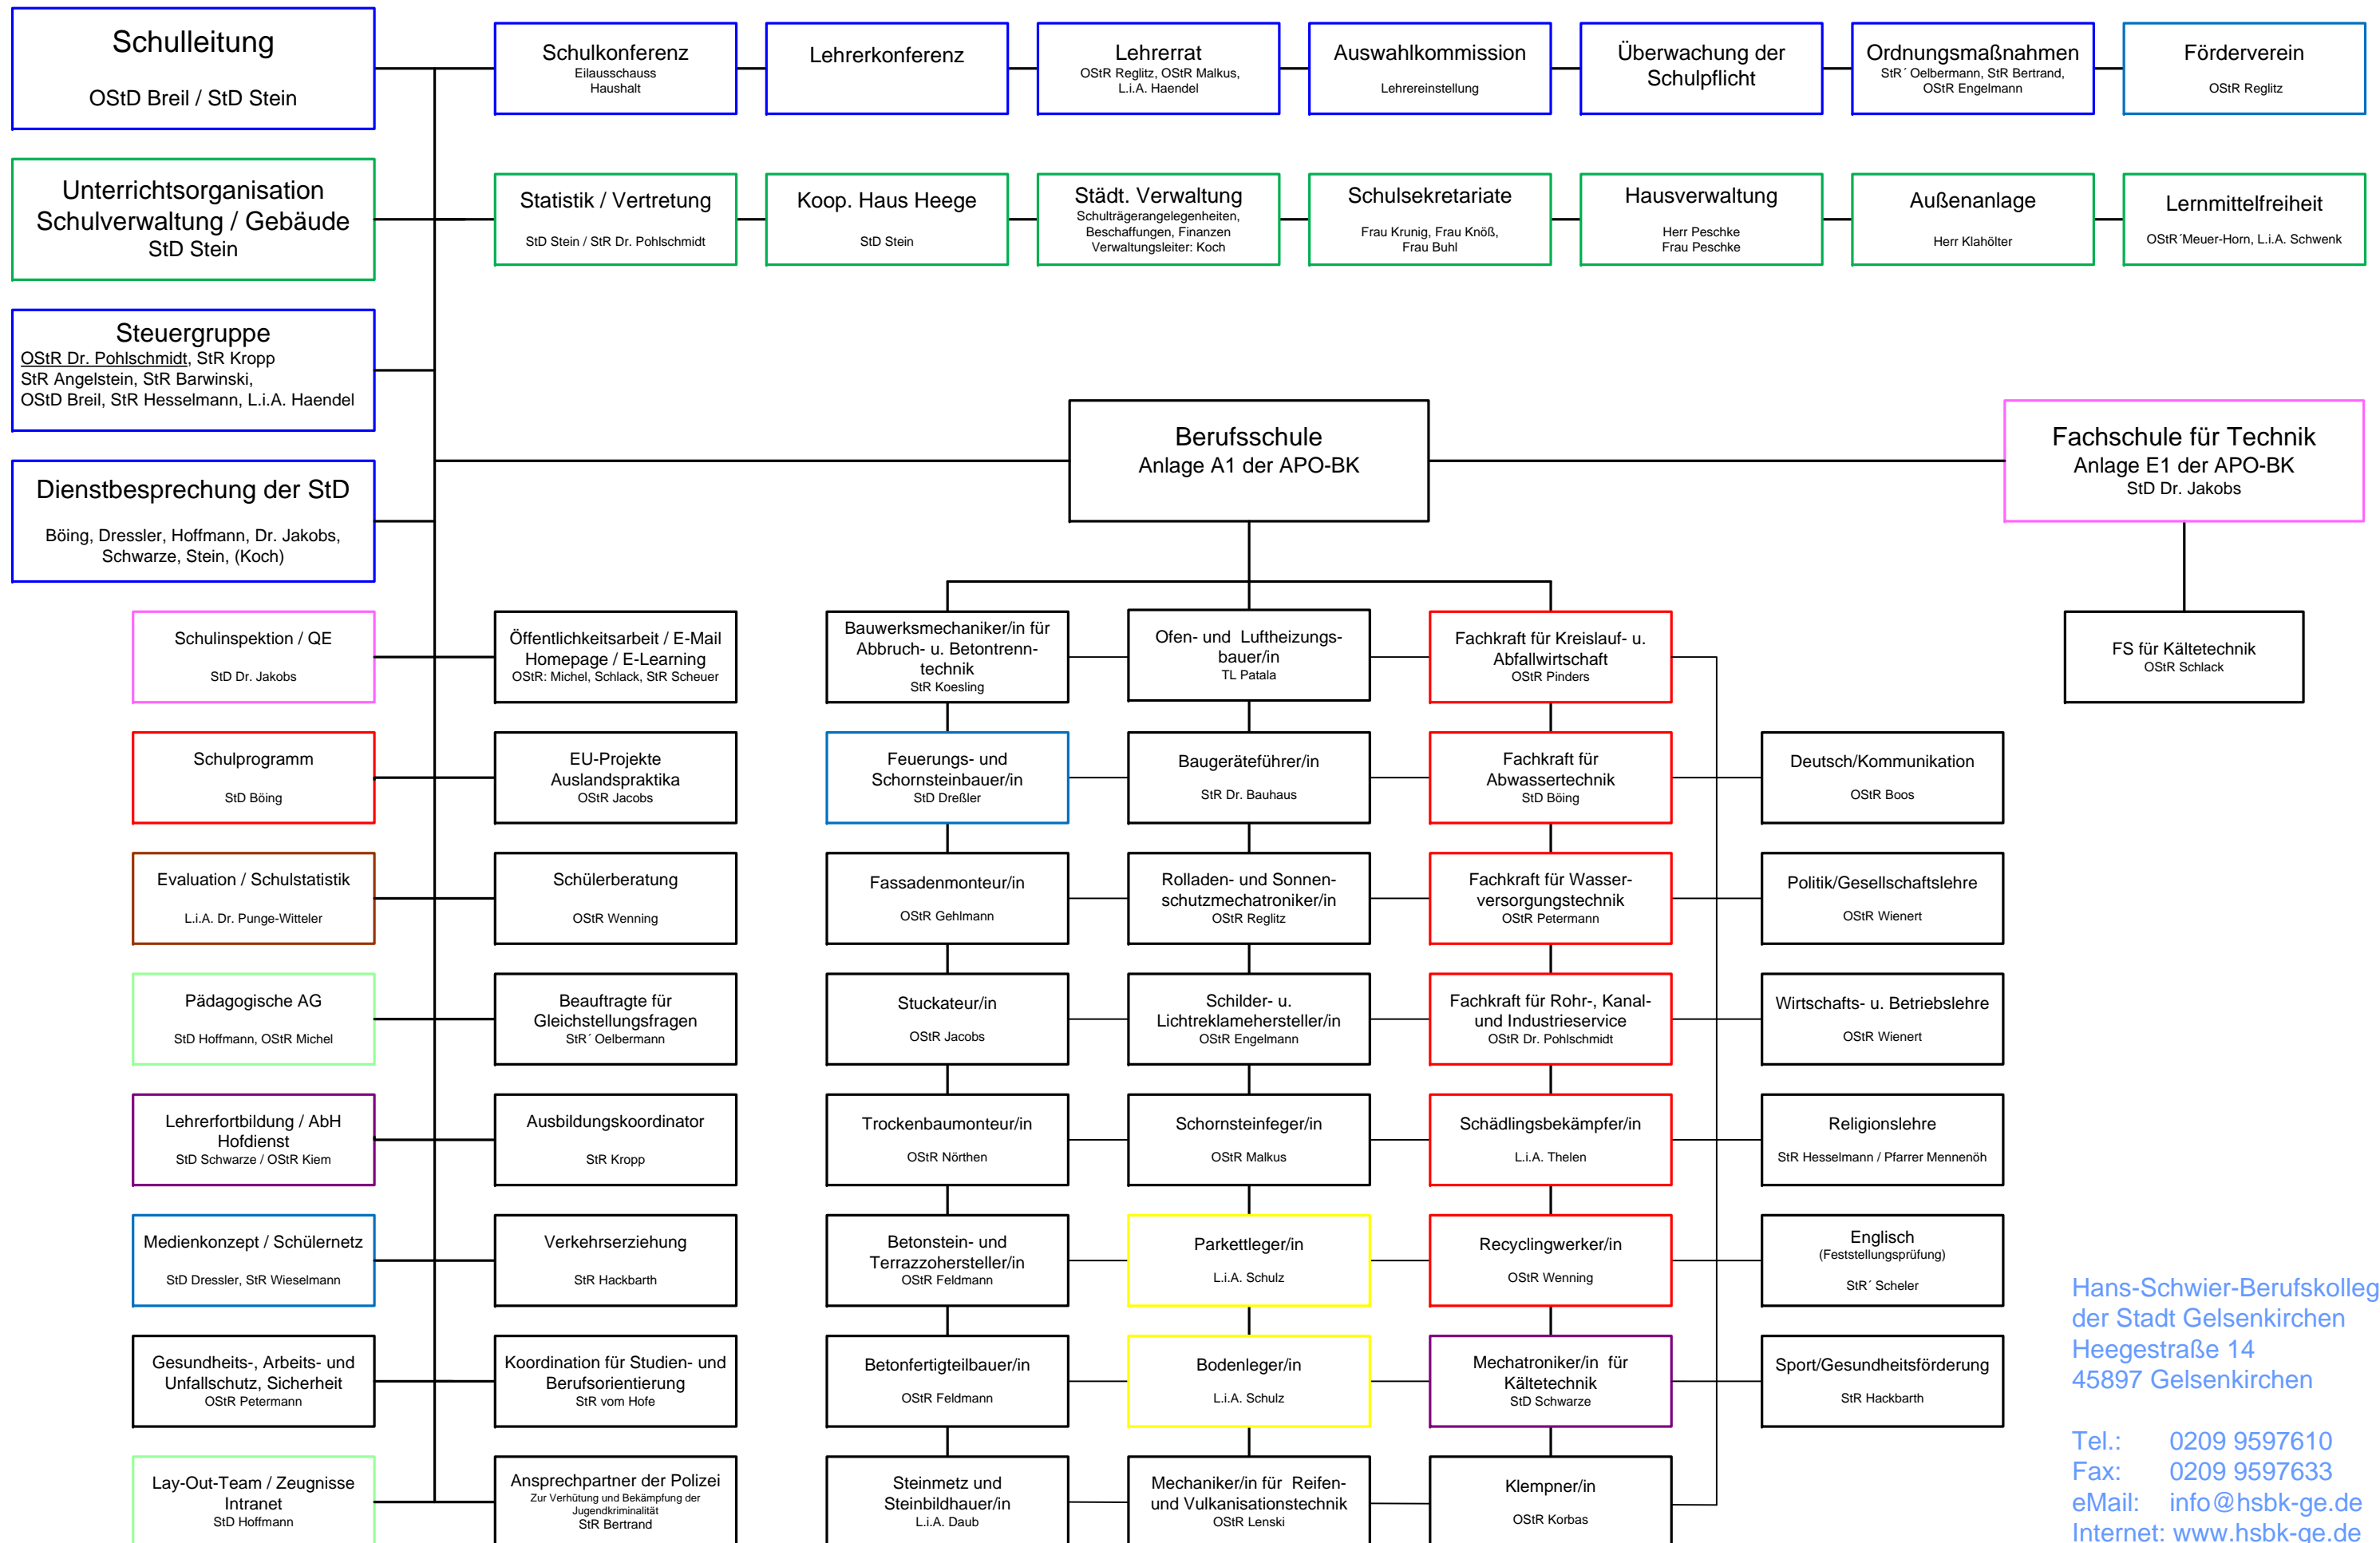 Schulleitung
OStD Breil / StD Stein
Schulkonferenz
Eilausschauss
Haushalt
Lehrerkonferenz
Lehrerrat
OStR Reglitz, OStR Malkus,
L.i.A. Haendel
Auswahlkommission
Lehrereinstellung
Überwachung der
Schulpflicht
Ordnungsmaßnahmen
StR´ Oelbermann, StR Bertrand,
OStR Engelmann
Förderverein
OStR Reglitz
Unterrichtsorganisation
Schulverwaltung / Gebäude
StD Stein
Statistik / Vertretung
StD Stein / StR Dr. Pohlschmidt
Koop. Haus Heege
StD Stein
Städt. Verwaltung
Schulträgerangelegenheiten,
Beschaffungen, Finanzen
Verwaltungsleiter: Koch
Schulsekretariate
Frau Krunig, Frau Knöß,
Frau Buhl
Hausverwaltung
Herr Peschke
Frau Peschke
Außenanlage
Herr Klahölter
Lernmittelfreiheit
OStR´Meuer-Horn, L.i.A. Schwenk
Steuergruppe
OStR Dr. Pohlschmidt, StR Kropp
StR Angelstein, StR Barwinski,
OStD Breil, StR Hesselmann, L.i.A. Haendel
Berufsschule
Anlage A1 der APO-BK
Fachschule für Technik
Anlage E1 der APO-BK
StD Dr. Jakobs
Dienstbesprechung der StD
Böing, Dressler, Hoffmann, Dr. Jakobs,
Schwarze, Stein, (Koch)
Schulinspektion / QE
StD Dr. Jakobs
Öffentlichkeitsarbeit / E-Mail
Homepage / E-Learning
OStR: Michel, Schlack, StR Scheuer
Bauwerksmechaniker/in für
Abbruch- u. Betontrenn-
technik
StR Koesling
Ofen- und Luftheizungs-
bauer/in
TL Patala
Fachkraft für Kreislauf- u.
Abfallwirtschaft
OStR Pinders
FS für Kältetechnik
OStR Schlack
Schulprogramm
StD Böing
EU-Projekte
Auslandspraktika
OStR Jacobs
Feuerungs- und
Schornsteinbauer/in
StD Dreßler
Baugeräteführer/in
StR Dr. Bauhaus
Fachkraft für
Abwassertechnik
StD Böing
Deutsch/Kommunikation
OStR Boos
Evaluation / Schulstatistik
L.i.A. Dr. Punge-Witteler
Schülerberatung
OStR Wenning
Fassadenmonteur/in
OStR Gehlmann
Rolladen- und Sonnen-
schutzmechatroniker/in
OStR Reglitz
Fachkraft für Wasser-
versorgungstechnik
OStR Petermann
Politik/Gesellschaftslehre
OStR Wienert
Pädagogische AG
StD Hoffmann, OStR Michel
Beauftragte für
Gleichstellungsfragen
StR´ Oelbermann
Stuckateur/in
OStR Jacobs
Schilder- u.
Lichtreklamehersteller/in
OStR Engelmann
Fachkraft für Rohr-, Kanal-
und Industrieservice
OStR Dr. Pohlschmidt
Wirtschafts- u. Betriebslehre
OStR Wienert
Lehrerfortbildung / AbH
Hofdienst
StD Schwarze / OStR Kiem
Ausbildungskoordinator
StR Kropp
Trockenbaumonteur/in
OStR Nörthen
Schornsteinfeger/in
OStR Malkus
Schädlingsbekämpfer/in
L.i.A. Thelen
Religionslehre
StR Hesselmann / Pfarrer Mennenöh
Medienkonzept / Schülernetz
StD Dressler, StR Wieselmann
Verkehrserziehung
StR Hackbarth
Betonstein- und
Terrazzohersteller/in
OStR Feldmann
Parkettleger/in
L.i.A. Schulz
Recyclingwerker/in
OStR Wenning
Englisch
(Feststellungsprüfung)
StR´ Scheler
Gesundheits-, Arbeits- und
Unfallschutz, Sicherheit
OStR Petermann
Koordination für Studien- und
Berufsorientierung
StR vom Hofe
Betonfertigteilbauer/in
OStR Feldmann
Bodenleger/in
L.i.A. Schulz
Mechatroniker/in für
Kältetechnik
StD Schwarze
Sport/Gesundheitsförderung
StR Hackbarth
Lay-Out-Team / Zeugnisse
Intranet
StD Hoffmann
Ansprechpartner der Polizei
Zur Verhütung und Bekämpfung der
Jugendkriminalität
StR Bertrand
Steinmetz und
Steinbildhauer/in
L.i.A. Daub
Mechaniker/in für Reifen-
und Vulkanisationstechnik
OStR Lenski
Klempner/in
OStR Korbas
Hans-Schwier-Berufskolleg
der Stadt Gelsenkirchen
Heegestraße 14
45897 Gelsenkirchen
Tel.: 0209 9597610
Fax: 0209 9597633
eMail: info@hsbk-ge.de
Internet: www.hsbk-ge.de